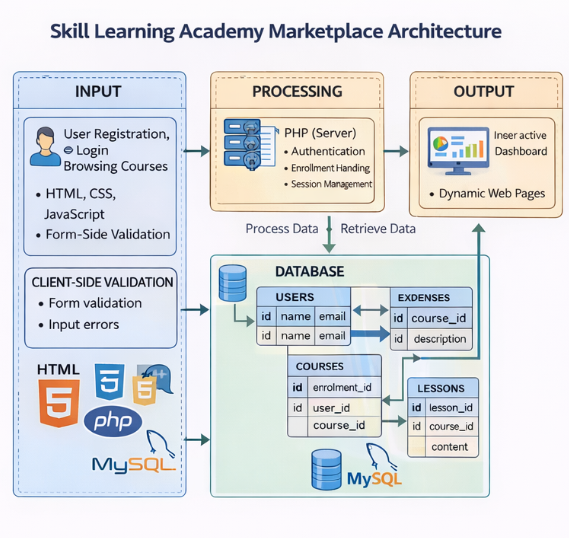 Skill Learning Academy Marketplace Architecture
INPUT
User Registration,
Login
Browsing Courses
• HTML, CSS,
JavaScript
• Form-Side Validation
CLIENT-SIDE VALIDATION
• Form validation
• Input errors
HTML
5
5
5
php
MySQL
PROCESSING
PHP (Server)
• Authentication
• Enrollment Handing
• Session Management
OUTPUT
Inser active
Dashboard
• Dynamic Web Pages
Process Data
Retrieve Data
DATABASE
USERS
id name email
id name email
EXDENSES
id course_id
id description
COURSES
id enrolment_id
id user_id
course_id
LESSONS
id lesson_id
id course_id
content
MySQL